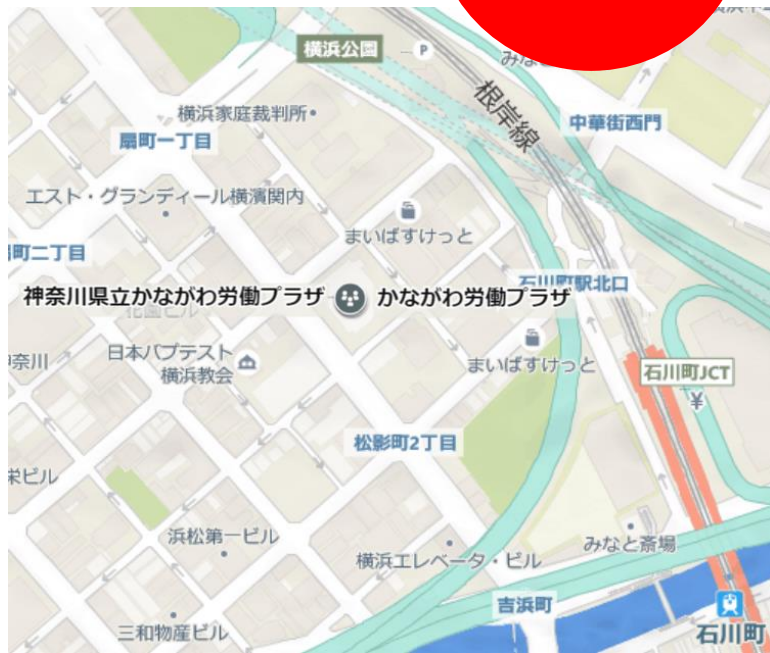 横浜公園
P
根岸線
中華街西門
横浜家庭裁判所
扇町一丁目
エスト・グランディール横濱関内
まいばすけっと
町二丁目
石川町駅北口
神奈川県立かながわ労働プラザ
かながわ労働プラザ
花園ビル
奈川
日本バプテスト
横浜教会
まいばすけっと
石川町JCT
¥
松影町2丁目
栄ビル
浜松第一ビル
横浜エレベータ・ビル
みなと斎場
吉浜町
三和物産ビル
石川町